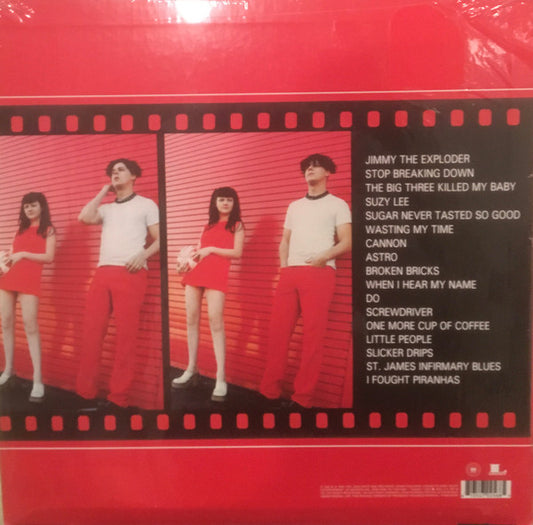 JIMMY THE EXPLODER
STOP BREAKING DOWN
THE BIG THREE KILLED MY BABY
SUZY LEE
SUGAR NEVER TASTED SO GOOD
WASTING MY TIME
CANNON
ASTRO
BROKEN BRICKS
WHEN I HEAR MY NAME
DO
SCREWDRIVER
ONE MORE CUP OF COFFEE
LITTLE PEOPLE
SLICKER DRIPS
ST. JAMES INFIRMARY BLUES
I FOUGHT PIRANHAS